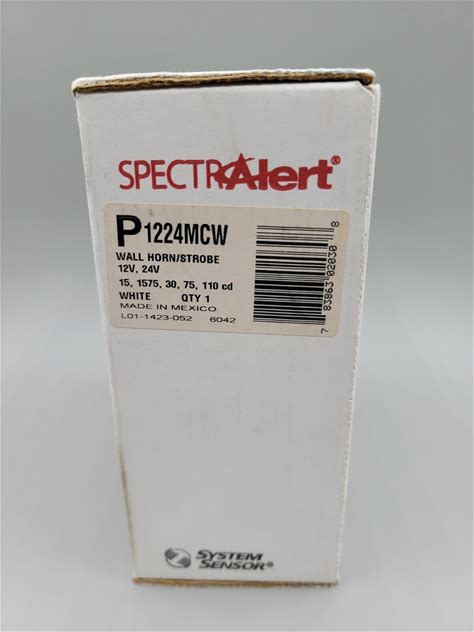 SPECTRAlert®
P1224MCW
WALL HORN/STROBE
12V, 24V
15, 1575, 30, 75, 110 cd
WHITE QTY 1
MADE IN MEXICO
L01-1423-052 6042
7 83863 02030 8
SYSTEM
SENSOR®